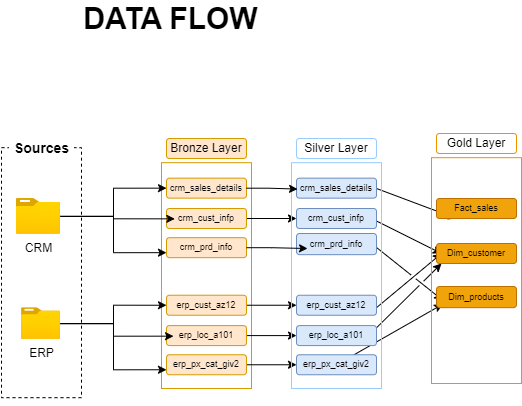 DATA FLOW
Sources
Bronze Layer
Silver Layer
Gold Layer
CRM
ERP
crm_sales_details
crm_cust_infp
crm_prd_info
erp_cust_az12
erp_loc_a101
erp_px_cat_giv2
crm_sales_details
crm_cust_infp
crm_prd_info
erp_cust_az12
erp_loc_a101
erp_px_cat_giv2
Fact_sales
Dim_customer
Dim_products